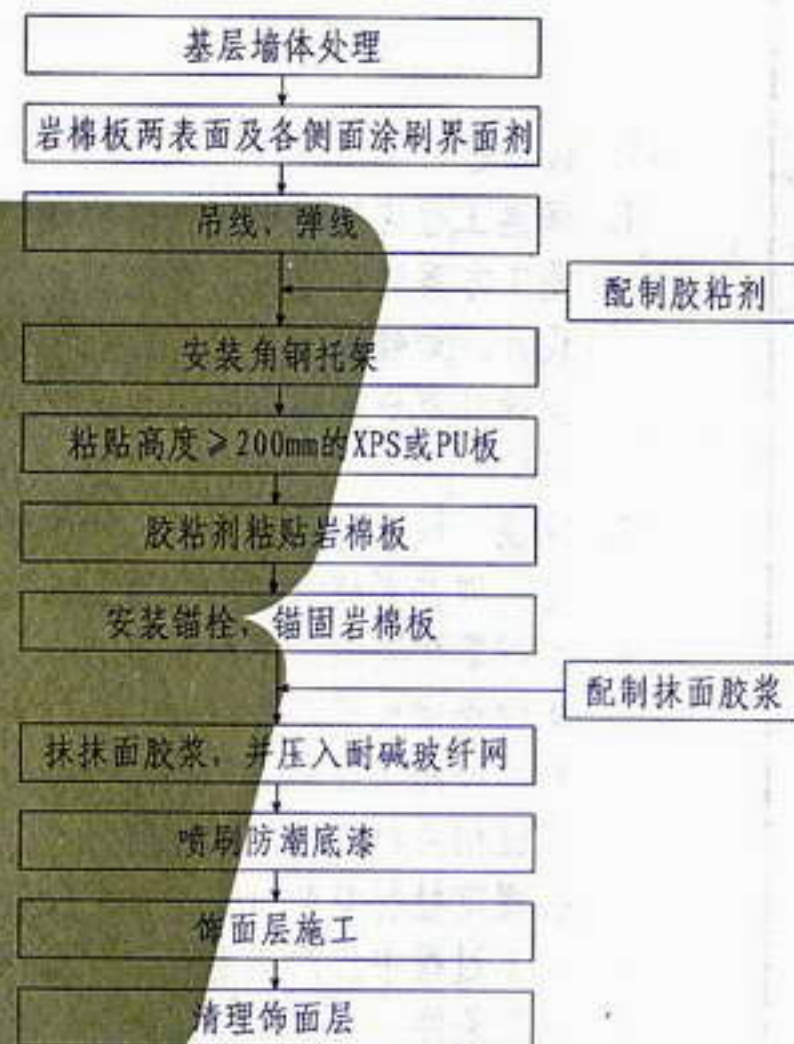 基层墙体处理
岩棉板两表面及各侧面涂刷界面剂
吊线、弹线
配制胶粘剂
安装角钢托架
粘贴高度≥200mm的XPS或PU板
胶粘剂粘贴岩棉板
安装锚栓，锚固岩棉板
配制抹面胶浆
抹抹面胶浆，并压入耐碱玻纤网
喷刷防潮底漆
饰面层施工
清理饰面层